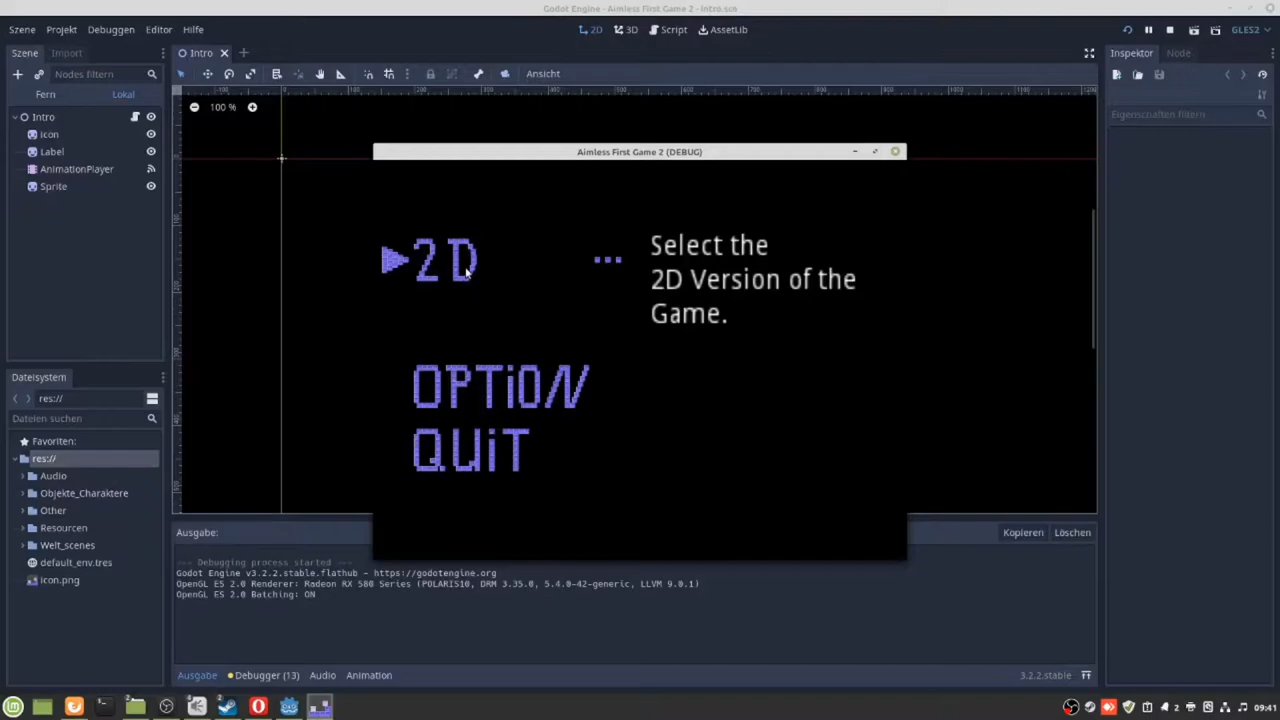 Godot Engine - Aimless First Game 2 - Intro.scn
Szene Projekt Debuggen Editor Hilfe
2D 3D Script AssetLib
GLES2
Szene Import
Intro
Inspektor Node
Nodes filtern
Ansicht
Fern Lokal
100 %
Eigenschaften filtern
Intro
Icon
Label
AnimationPlayer
Sprite
Aimless First Game 2 (DEBUG)
2D ... Select the
2D Version of the
Game.
OPTiON
QUiT
Dateisystem
res://
Dateien suchen
Favoriten:
res://
Audio
Objekte_Charaktere
Other
Resourcen
Welt_scenes
default_env.tres
icon.png
Ausgabe:
Kopieren Löschen
--- Debugging process started ---
Godot Engine v3.2.2.stable.flathub - https://godotengine.org
OpenGL ES 2.0 Renderer: Radeon RX 580 Series (POLARIS10, DRM 3.35.0, 5.4.0-42-generic, LLVM 9.0.1)
OpenGL ES 2.0 Batching: ON
Ausgabe Debugger (13) Audio Animation
3.2.2.stable
2 09:41